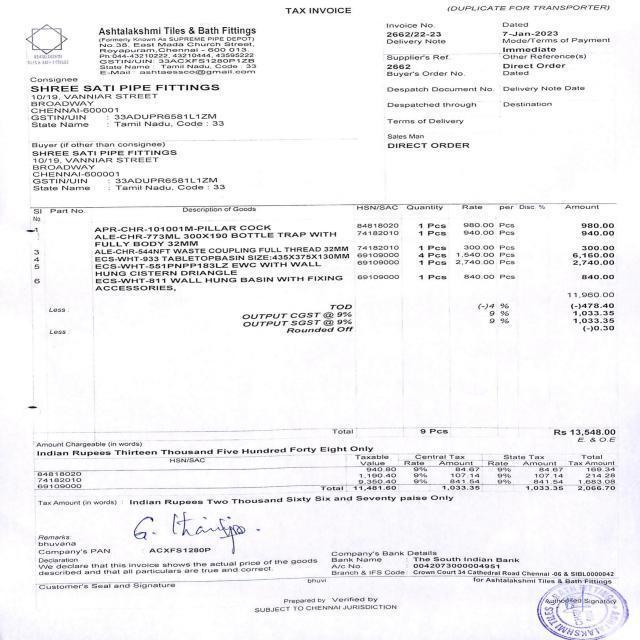 TAX INVOICE
(DUPLICATE FOR TRANSPORTER)
Ashtalakshmi Tiles & Bath Fittings
(Formerly Known As SUPREME PIPE DEPOT)
No.38, East Mada Church Street,
Royapuram,Chennai - 600 013.
Ph:044-43210222, 43210444, 43595222
GSTIN/UIN: 33ACXFS1280P1ZB
State Name : Tamil Nadu, Code : 33
E-Mail : ashtaessco@gmail.com
Invoice No. Dated
2662/22-23 7-Jan-2023
Delivery Note Mode/Terms of Payment
Immediate
Supplier's Ref. Other Reference(s)
2662 Direct Order
Buyer's Order No. Dated
Despatch Document No. Delivery Note Date
Despatched through Destination
Terms of Delivery
Sales Man
DIRECT ORDER
Consignee
SHREE SATI PIPE FITTINGS
10/19, VANNIAR STREET
BROADWAY
CHENNAI-600001
GSTIN/UIN : 33ADUPR6581L1ZM
State Name : Tamil Nadu, Code : 33
Buyer (if other than consignee)
SHREE SATI PIPE FITTINGS
10/19, VANNIAR STREET
BROADWAY
CHENNAI-600001
GSTIN/UIN : 33ADUPR6581L1ZM
State Name : Tamil Nadu, Code : 33
Sl No Part No. Description of Goods HSN/SAC Quantity Rate per Disc. % Amount
1 APR-CHR-101001M-PILLAR COCK 84818020 1 Pcs 980.00 Pcs 980.00
ALE-CHR-773ML 300X190 BOTTLE TRAP WITH 74182010 1 Pcs 940.00 Pcs 940.00
FULLY BODY 32MM
3 ALE-CHR-544NFT WASTE COUPLING FULL THREAD 32MM 74182010 1 Pcs 300.00 Pcs 300.00
4 ECS-WHT-933 TABLETOPBASIN SIZE:435X375X130MM 69109000 4 Pcs 1,540.00 Pcs 6,160.00
5 ECS-WHT-551PNPP183LZ EWC WITH WALL 69109000 1 Pcs 2,740.00 Pcs 2,740.00
HUNG CISTERN DRIANGLE
6 ECS-WHT-811 WALL HUNG BASIN WITH FIXING 69109000 1 Pcs 840.00 Pcs 840.00
ACCESSORIES,
11,960.00
Less : TOD (-)4 % (-)478.40
OUTPUT CGST @ 9% 9 % 1,033.35
OUTPUT SGST @ 9% 9 % 1,033.35
Less : Rounded Off (-)0.30
Total 9 Pcs Rs 13,548.00
Amount Chargeable (in words) E. & O.E
Indian Rupees Thirteen Thousand Five Hundred Forty Eight Only
HSN/SAC Taxable Central Tax State Tax Total
Value Rate Amount Rate Amount Tax Amount
84818020 940.80 9% 84.67 9% 84.67 169.34
74182010 1,190.40 9% 107.14 9% 107.14 214.28
69109000 9,350.40 9% 841.54 9% 841.54 1,683.08
Total 11,481.60 1,033.35 1,033.35 2,066.70
Tax Amount (in words) : Indian Rupees Two Thousand Sixty Six and Seventy paise Only
Remarks:
bhuvana
Company's PAN : ACXFS1280P
Declaration
We declare that this invoice shows the actual price of the goods
described and that all particulars are true and correct.
Company's Bank Details
Bank Name : The South Indian Bank
A/c No. : 0042073000004951
Branch & IFS Code : Crown Court 34 Cathedral Road Chennai -06 & SIBL0000042
Customer's Seal and Signature
bhuvi
for Ashtalakshmi Tiles & Bath Fittings
Prepared by Verified by
Authorised Signatory
SUBJECT TO CHENNAI JURISDICTION